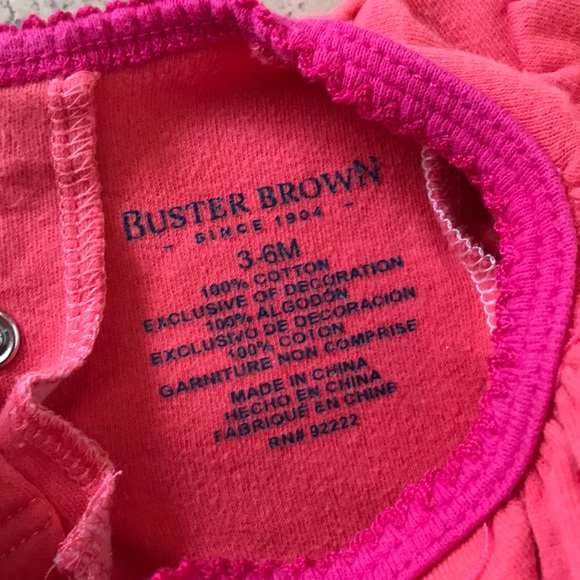 BUSTER BROWN
- SINCE 1904 -
3-6M
100% COTTON
EXCLUSIVE OF DECORATION
100% ALGODÓN
EXCLUSIVO DE DECORACIÓN
100% COTON
GARNITURE NON COMPRISE
MADE IN CHINA
HECHO EN CHINA
FABRIQUÉ EN CHINE
RN# 92222